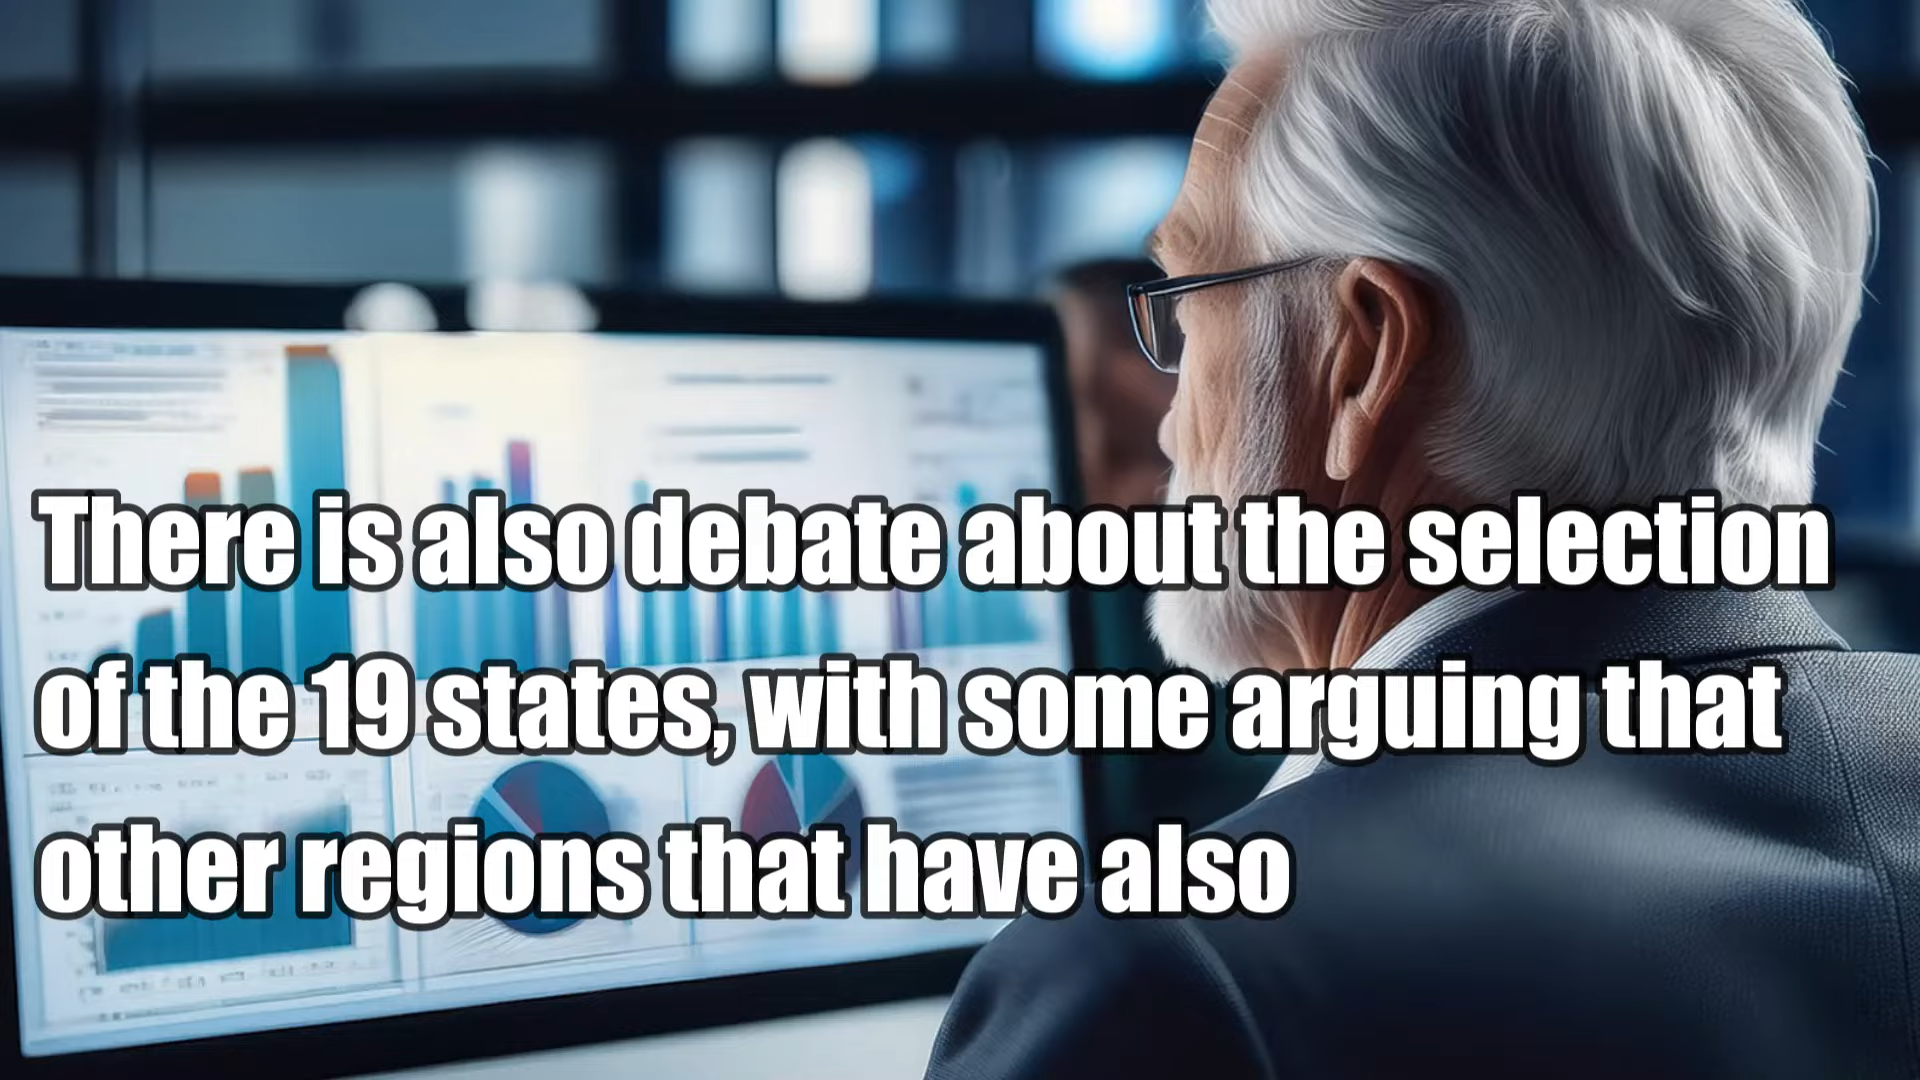 There is also debate about the selection
of the 19 states, with some arguing that
other regions that have also